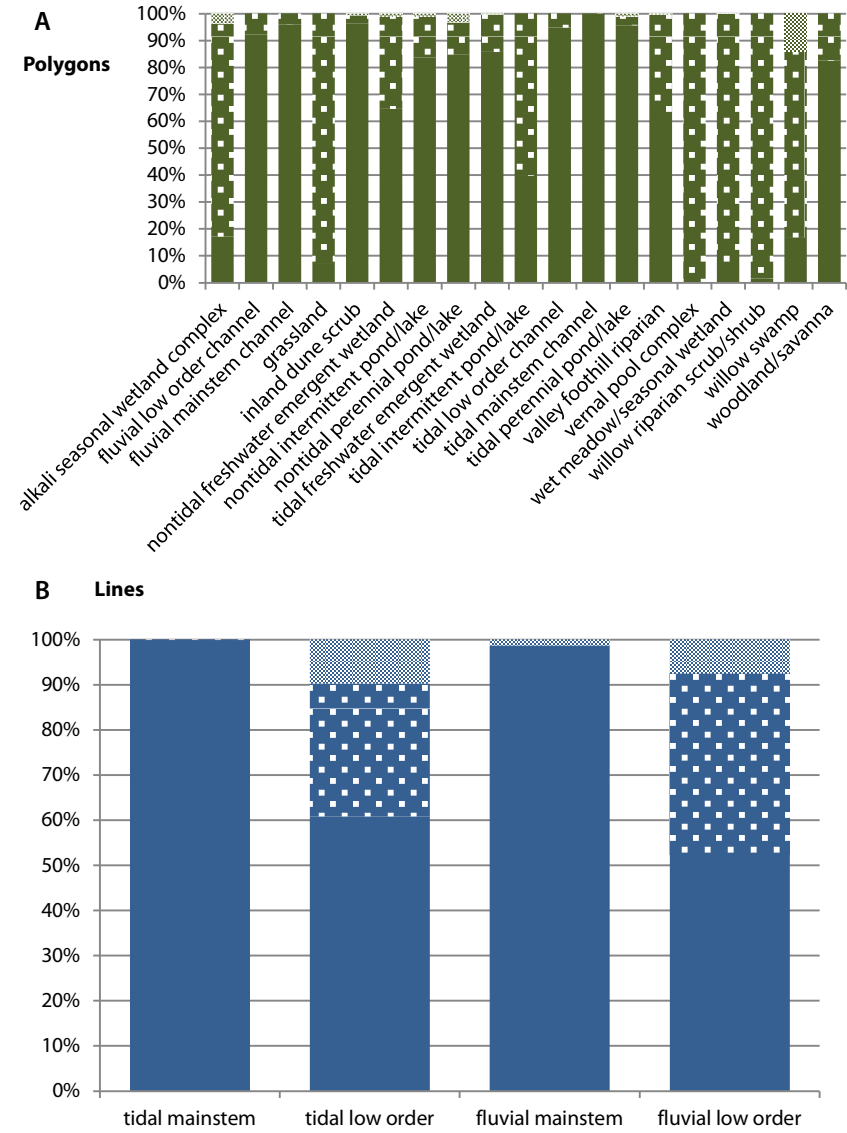 A
Polygons
100%
90%
80%
70%
60%
50%
40%
30%
20%
10%
0%
alkali seasonal wetland complex
fluvial low order channel
fluvial mainstem channel
grassland
inland dune scrub
nontidal freshwater emergent wetland
nontidal intermittent pond/lake
nontidal perennial pond/lake
tidal freshwater emergent wetland
tidal intermittent pond/lake
tidal low order channel
tidal mainstem channel
tidal perennial pond/lake
valley foothill riparian
vernal pool complex
wet meadow/seasonal wetland
willow riparian scrub/shrub
willow swamp
woodland/savanna
B Lines
100%
90%
80%
70%
60%
50%
40%
30%
20%
10%
0%
tidal mainstem tidal low order fluvial mainstem fluvial low order